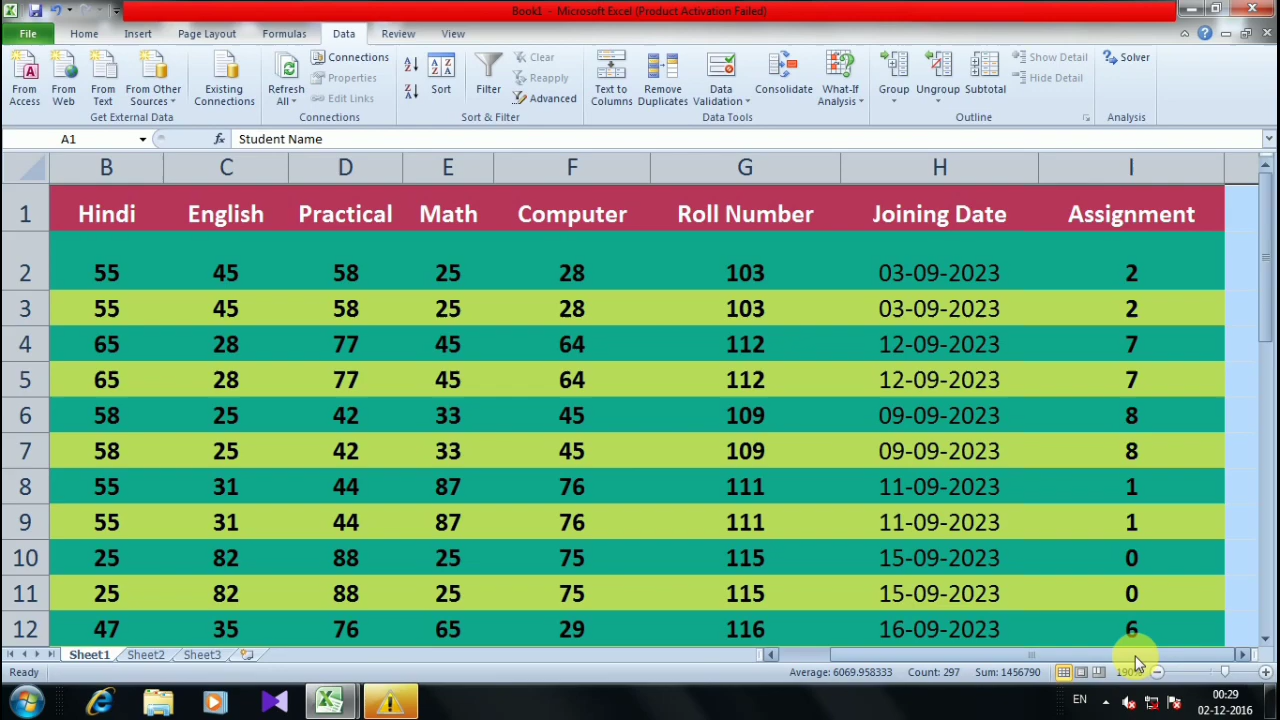 Book1 - Microsoft Excel (Product Activation Failed)
File Home Insert Page Layout Formulas Data Review View
From Access
From Web
From Text
From Other Sources
Existing Connections
Get External Data
Refresh All
Connections
Properties
Edit Links
Connections
Sort
Filter
Clear
Reapply
Advanced
Sort & Filter
Text to Columns
Remove Duplicates
Data Validation
Consolidate
What-If Analysis
Data Tools
Group
Ungroup
Subtotal
Show Detail
Hide Detail
Outline
Solver
Analysis
A1 fx Student Name
B C D E F G H I
1 Hindi English Practical Math Computer Roll Number Joining Date Assignment
2 55 45 58 25 28 103 03-09-2023 2
3 55 45 58 25 28 103 03-09-2023 2
4 65 28 77 45 64 112 12-09-2023 7
5 65 28 77 45 64 112 12-09-2023 7
6 58 25 42 33 45 109 09-09-2023 8
7 58 25 42 33 45 109 09-09-2023 8
8 55 31 44 87 76 111 11-09-2023 1
9 55 31 44 87 76 111 11-09-2023 1
10 25 82 88 25 75 115 15-09-2023 0
11 25 82 88 25 75 115 15-09-2023 0
12 47 35 76 65 29 116 16-09-2023 6
Sheet1 Sheet2 Sheet3
Ready Average: 6069.958333 Count: 297 Sum: 1456790 190%
EN 00:29
02-12-2016